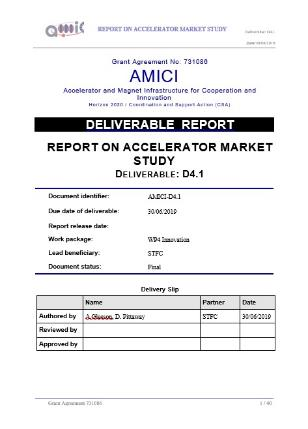 amici
REPORT ON ACCELERATOR MARKET STUDY
Grant Agreement No: 731086
AMICI
Accelerator and Magnet Infrastructure for Cooperation and
Innovation
Horizon 2020 / Coordination and Support Action (CSA)
DELIVERABLE REPORT
REPORT ON ACCELERATOR MARKET
STUDY
DELIVERABLE: D4.1
Document identifier: AMICI-D4.1
Due date of deliverable: 30/06/2019
Report release date:
Work package: WP4 Innovation
Lead beneficiary: STFC
Document status: Final
Delivery Slip
Name Partner Date
Authored by A.Gleeson, D. Pittaway STFC 30/06/2019
Reviewed by
Approved by
Grant Agreement 731086 1 / 40